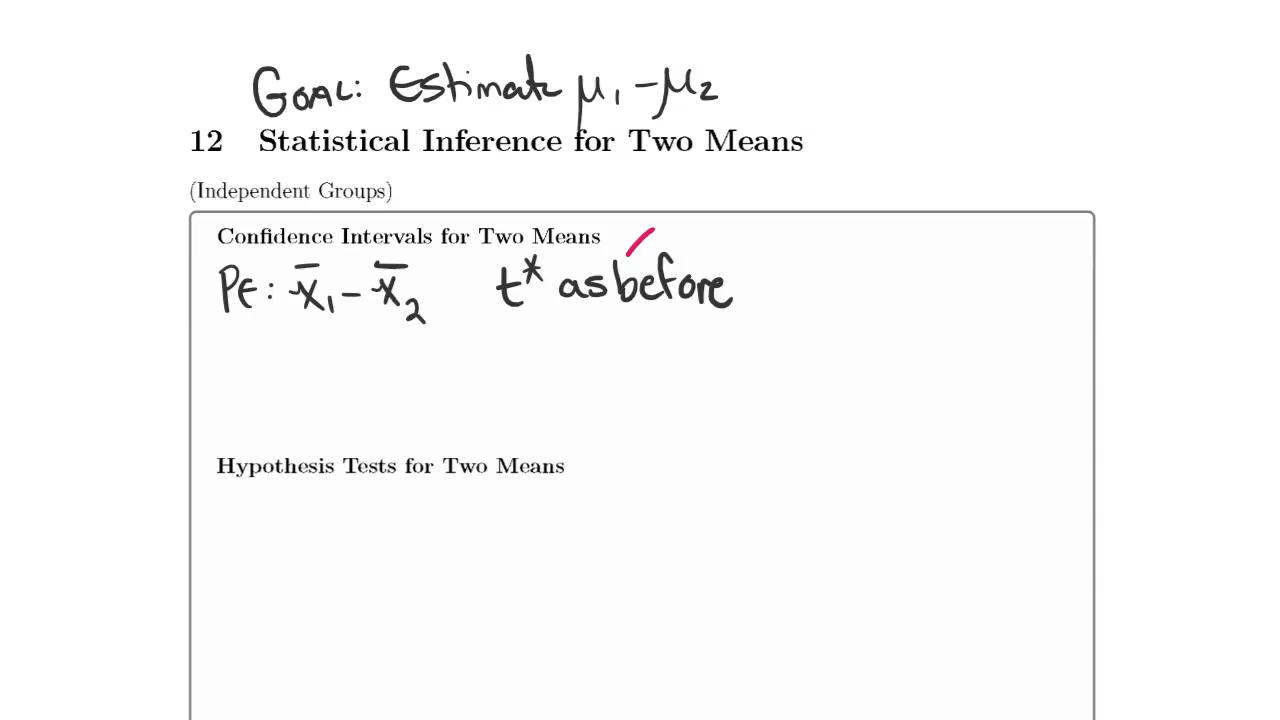 GOAL: Estimate μ₁ - μ₂
12 Statistical Inference for Two Means
(Independent Groups)
Confidence Intervals for Two Means
PE: x̄₁ - x̄₂ t* as before
Hypothesis Tests for Two Means